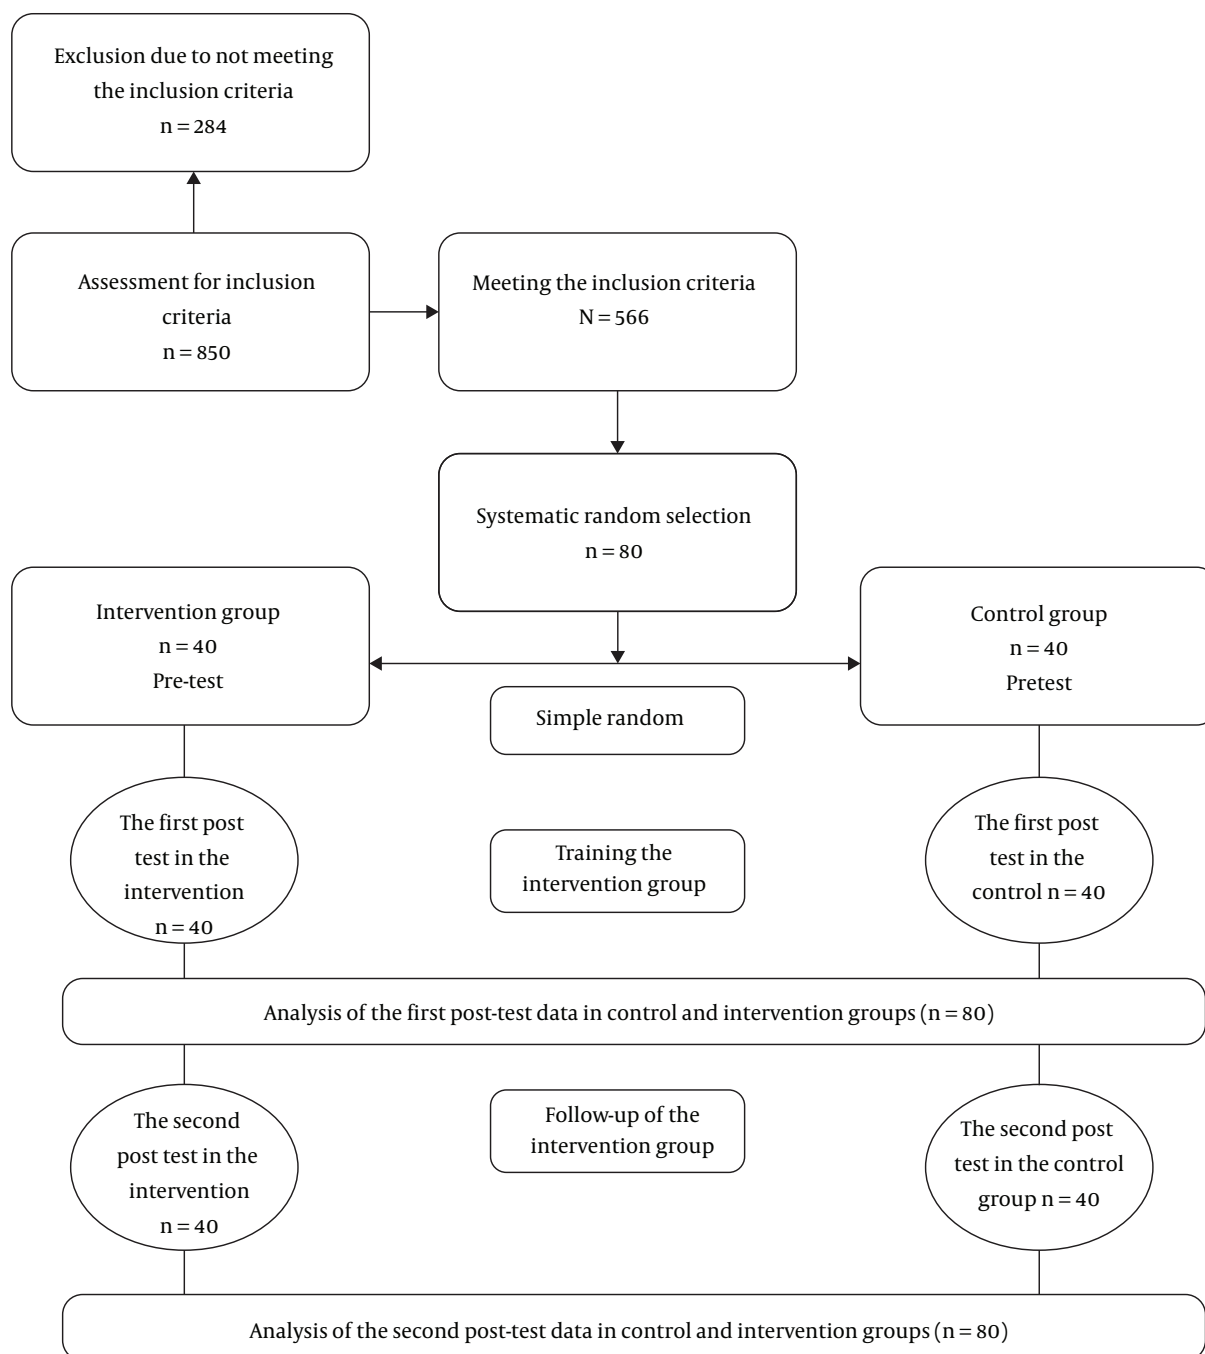 Exclusion due to not meeting
the inclusion criteria
n = 284
Assessment for inclusion
criteria
n = 850
Meeting the inclusion criteria
N = 566
Systematic random selection
n = 80
Intervention group
n = 40
Pre-test
Control group
n = 40
Pretest
Simple random
The first post
test in the
intervention
n = 40
Training the
intervention group
The first post
test in the
control n = 40
Analysis of the first post-test data in control and intervention groups (n = 80)
The second
post test in the
intervention
n = 40
Follow-up of the
intervention group
The second post
test in the control
group n = 40
Analysis of the second post-test data in control and intervention groups (n = 80)